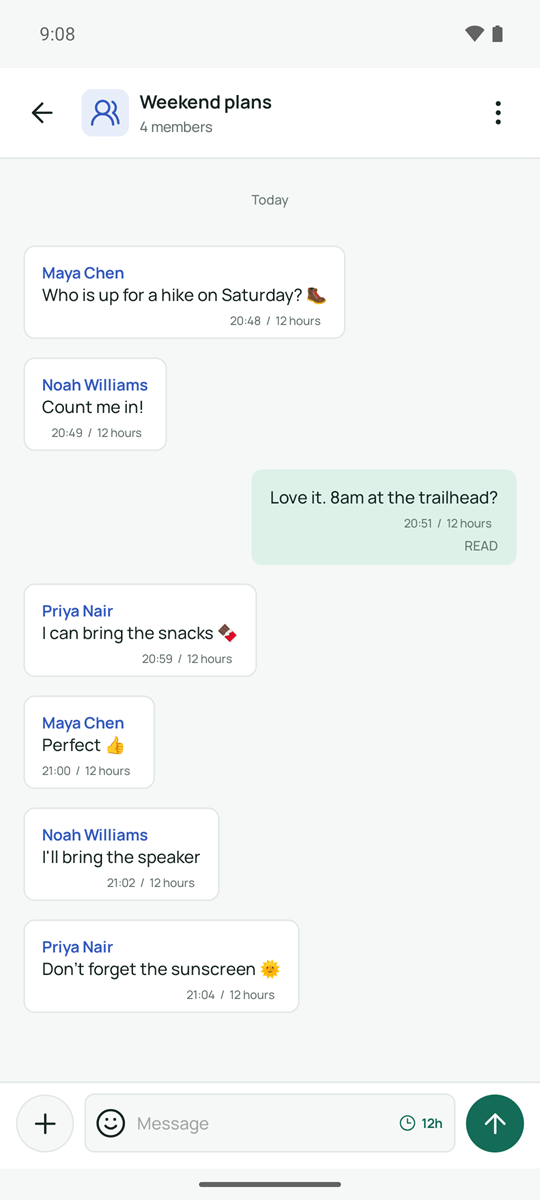 9:08
Weekend plans
4 members
Today
Maya Chen
Who is up for a hike on Saturday? 🥾
20:48 / 12 hours
Noah Williams
Count me in!
20:49 / 12 hours
Love it. 8am at the trailhead?
20:51 / 12 hours
READ
Priya Nair
I can bring the snacks 🍫
20:59 / 12 hours
Maya Chen
Perfect 👍
21:00 / 12 hours
Noah Williams
I'll bring the speaker
21:02 / 12 hours
Priya Nair
Don't forget the sunscreen 🌞
21:04 / 12 hours
Message
12h